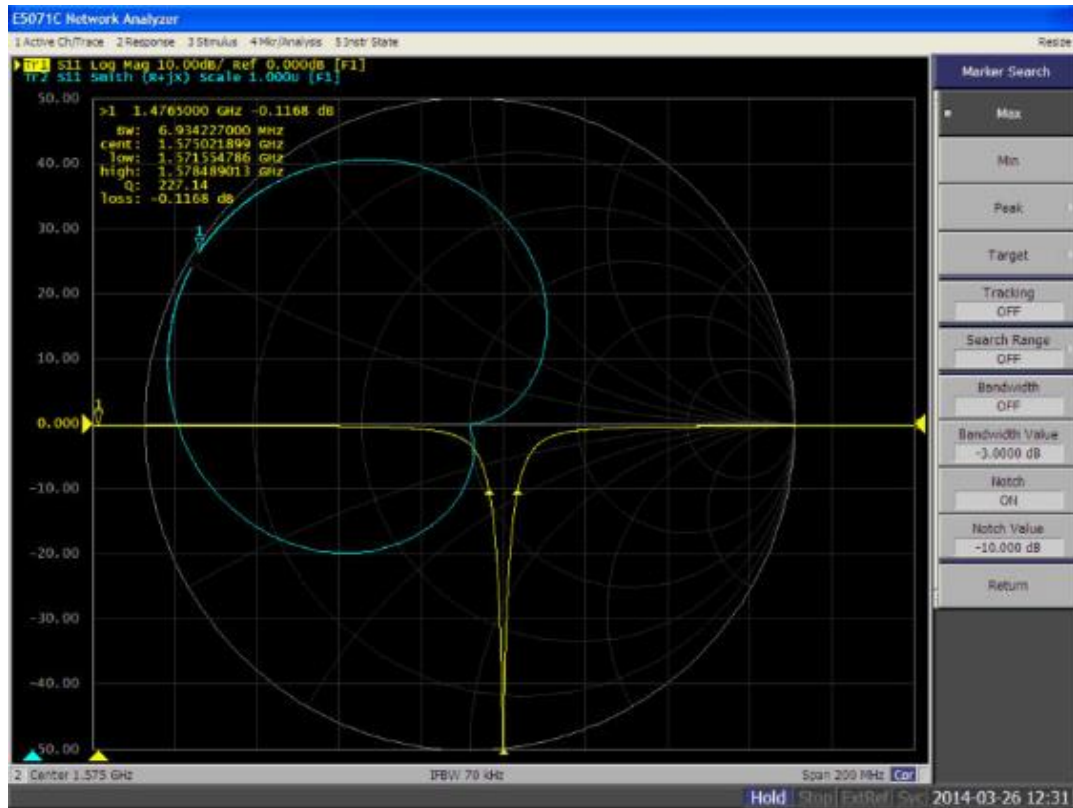 E5071C Network Analyzer
1 Active Ch/Trace 2 Response 3 Stimulus 4 Mkr/Analysis 5 Instr State
Resize
Tr1 S11 Log Mag 10.00dB/ Ref 0.000dB [F1]
Tr2 S11 Smith (R+jX) Scale 1.000U [F1]
50.00
>1 1.4765000 GHz -0.1168 dB
BW: 6.934227000 MHz
cent: 1.575021899 GHz
low: 1.571554786 GHz
high: 1.578489013 GHz
Q: 227.14
loss: -0.1168 dB
40.00
30.00
1
20.00
10.00
1
0.000
-10.00
-20.00
-30.00
-40.00
-50.00
Marker Search
Max
Min
Peak
Target
Tracking
OFF
Search Range
OFF
Bandwidth
OFF
Bandwidth Value
-3.0000 dB
Notch
ON
Notch Value
-10.000 dB
Return
2 Center 1.575 GHz
IFBW 70 kHz
Span 200 MHz Cor
Hold Stop ExtRef Svc 2014-03-26 12:31